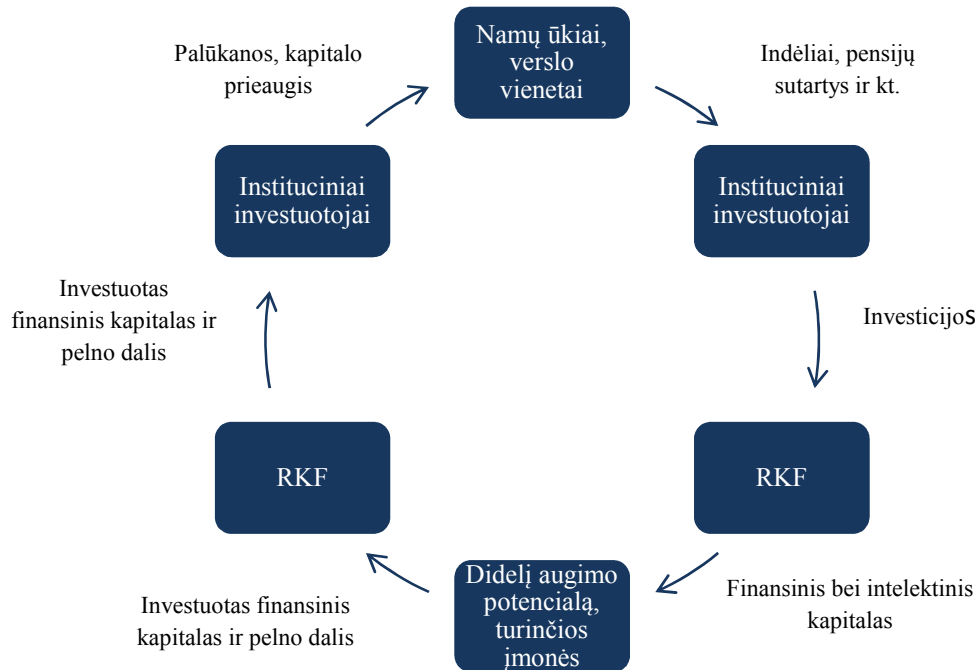 Namų ūkiai,
verslo
vienetai
Indėliai, pensijų
sutartys ir kt.
Instituciniai
investuotojai
Investicijos
RKF
Finansinis bei intelektinis
kapitalas
Didelį augimo
potencialą,
turinčios
įmonės
Investuotas finansinis
kapitalas ir pelno dalis
RKF
Investuotas
finansinis kapitalas ir
pelno dalis
Instituciniai
investuotojai
Palūkanos, kapitalo
prieaugis